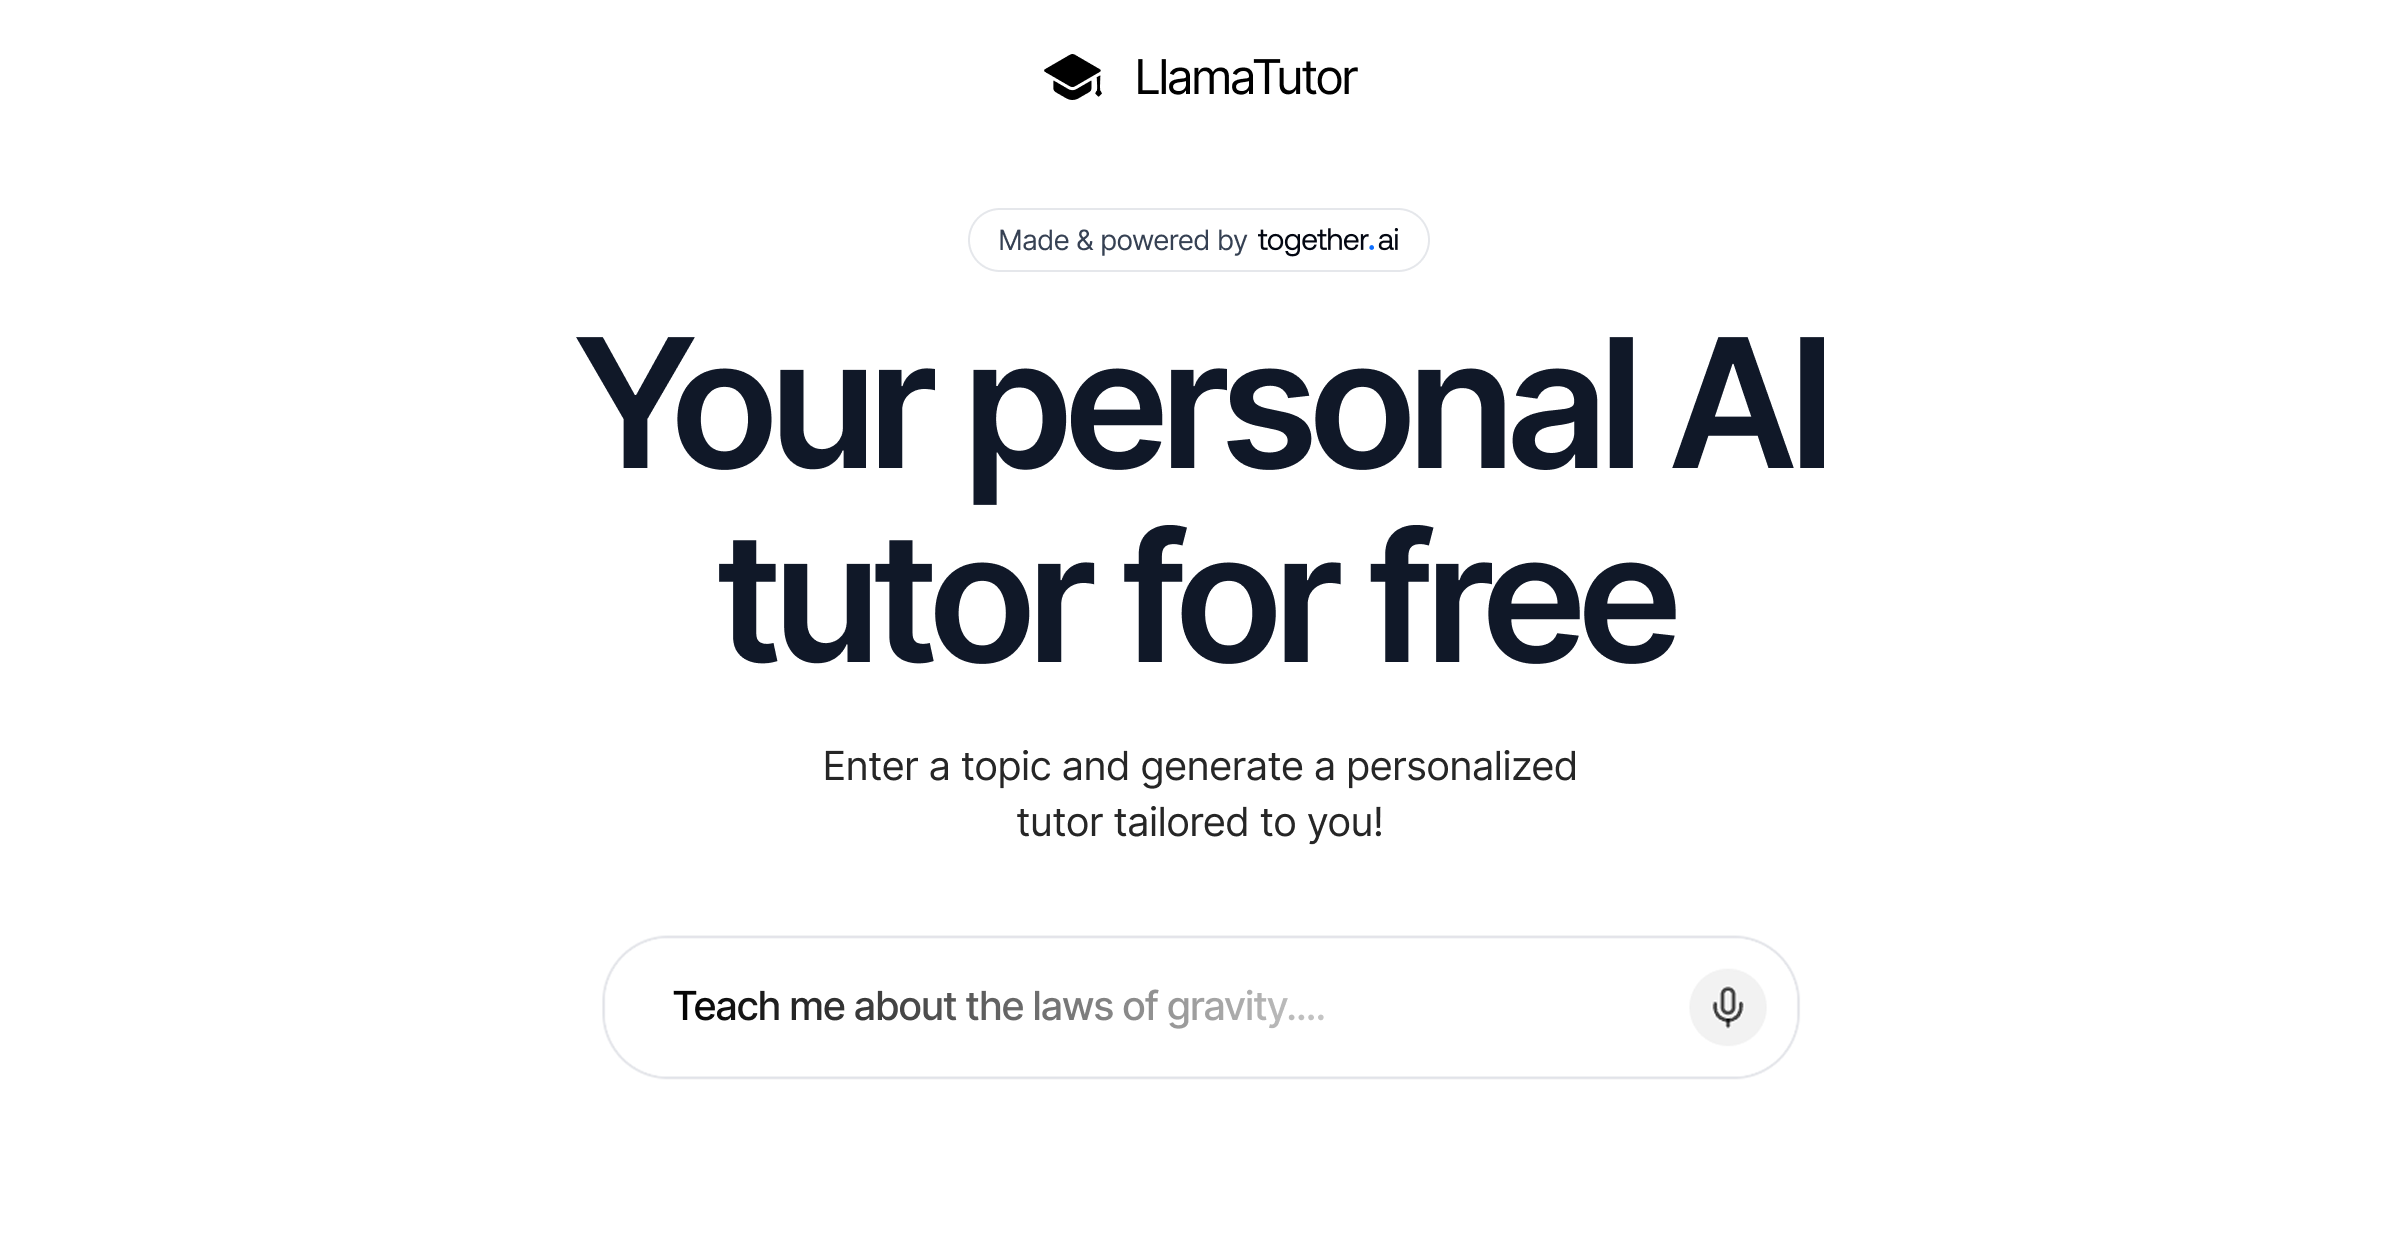 LlamaTutor
Made & powered by together.ai
Your personal AI
tutor for free
Enter a topic and generate a personalized
tutor tailored to you!
Teach me about the laws of gravity....